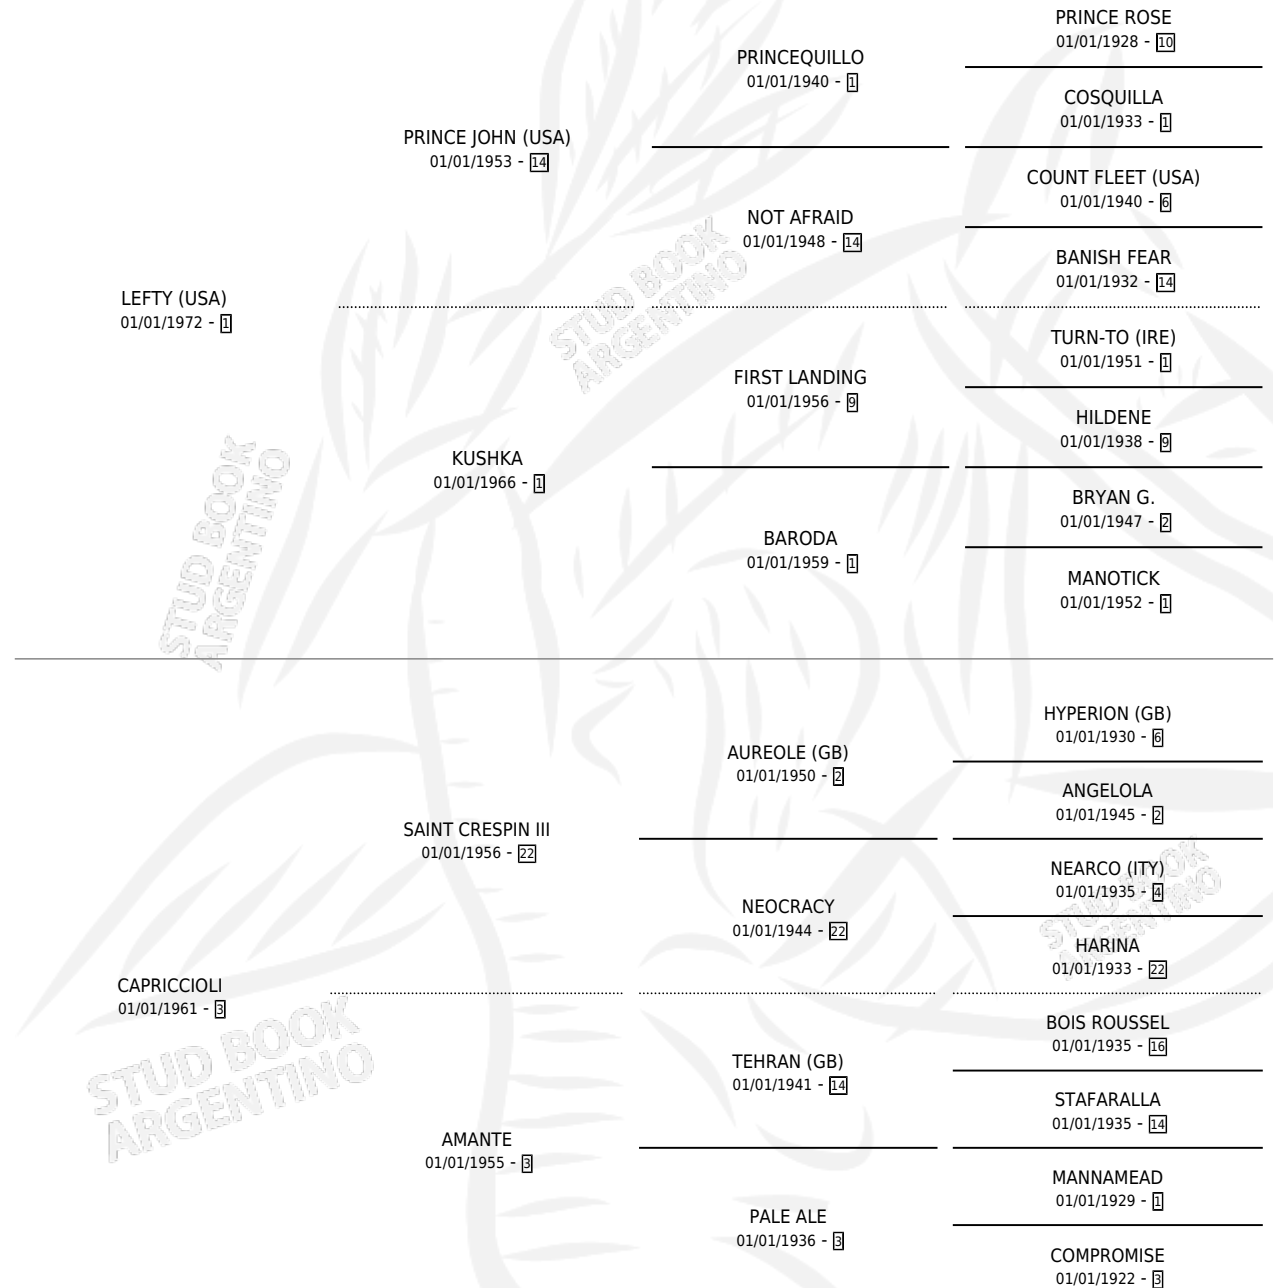 PRINCE ROSE
01/01/1928 - 10
PRINCEQUILLO
01/01/1940 - 1
COSQUILLA
01/01/1933 - 1
PRINCE JOHN (USA)
01/01/1953 - 14
COUNT FLEET (USA)
01/01/1940 - 6
NOT AFRAID
01/01/1948 - 14
BANISH FEAR
01/01/1932 - 14
LEFTY (USA)
01/01/1972 - 1
TURN-TO (IRE)
01/01/1951 - 1
FIRST LANDING
01/01/1956 - 9
HILDENE
01/01/1938 - 9
KUSHKA
01/01/1966 - 1
BRYAN G.
01/01/1947 - 2
BARODA
01/01/1959 - 1
MANOTICK
01/01/1952 - 1
HYPERION (GB)
01/01/1930 - 6
AUREOLE (GB)
01/01/1950 - 2
ANGELOLA
01/01/1945 - 2
SAINT CRESPIN III
01/01/1956 - 22
NEARCO (ITY)
01/01/1935 - 4
NEOCRACY
01/01/1944 - 22
HARINA
01/01/1933 - 22
CAPRICCIOLI
01/01/1961 - 3
BOIS ROUSSEL
01/01/1935 - 16
TEHRAN (GB)
01/01/1941 - 14
STAFARALLA
01/01/1935 - 14
AMANTE
01/01/1955 - 3
MANNAMEAD
01/01/1929 - 1
PALE ALE
01/01/1936 - 3
COMPROMISE
01/01/1922 - 3
STUD BOOK
ARGENTINO
STUD BOOK
ARGENTINO
STUD BOOK
ARGENTINO
STUD BOOK
ARGENTINO